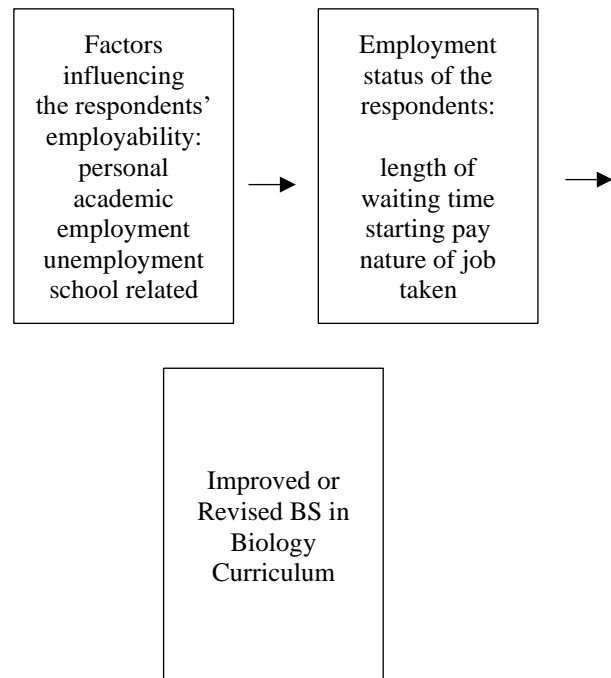 Factors
influencing
the respondents’
employability:
personal
academic
employment
unemployment
school related
Employment
status of the
respondents:
length of
waiting time
starting pay
nature of job
taken
Improved or
Revised BS in
Biology
Curriculum